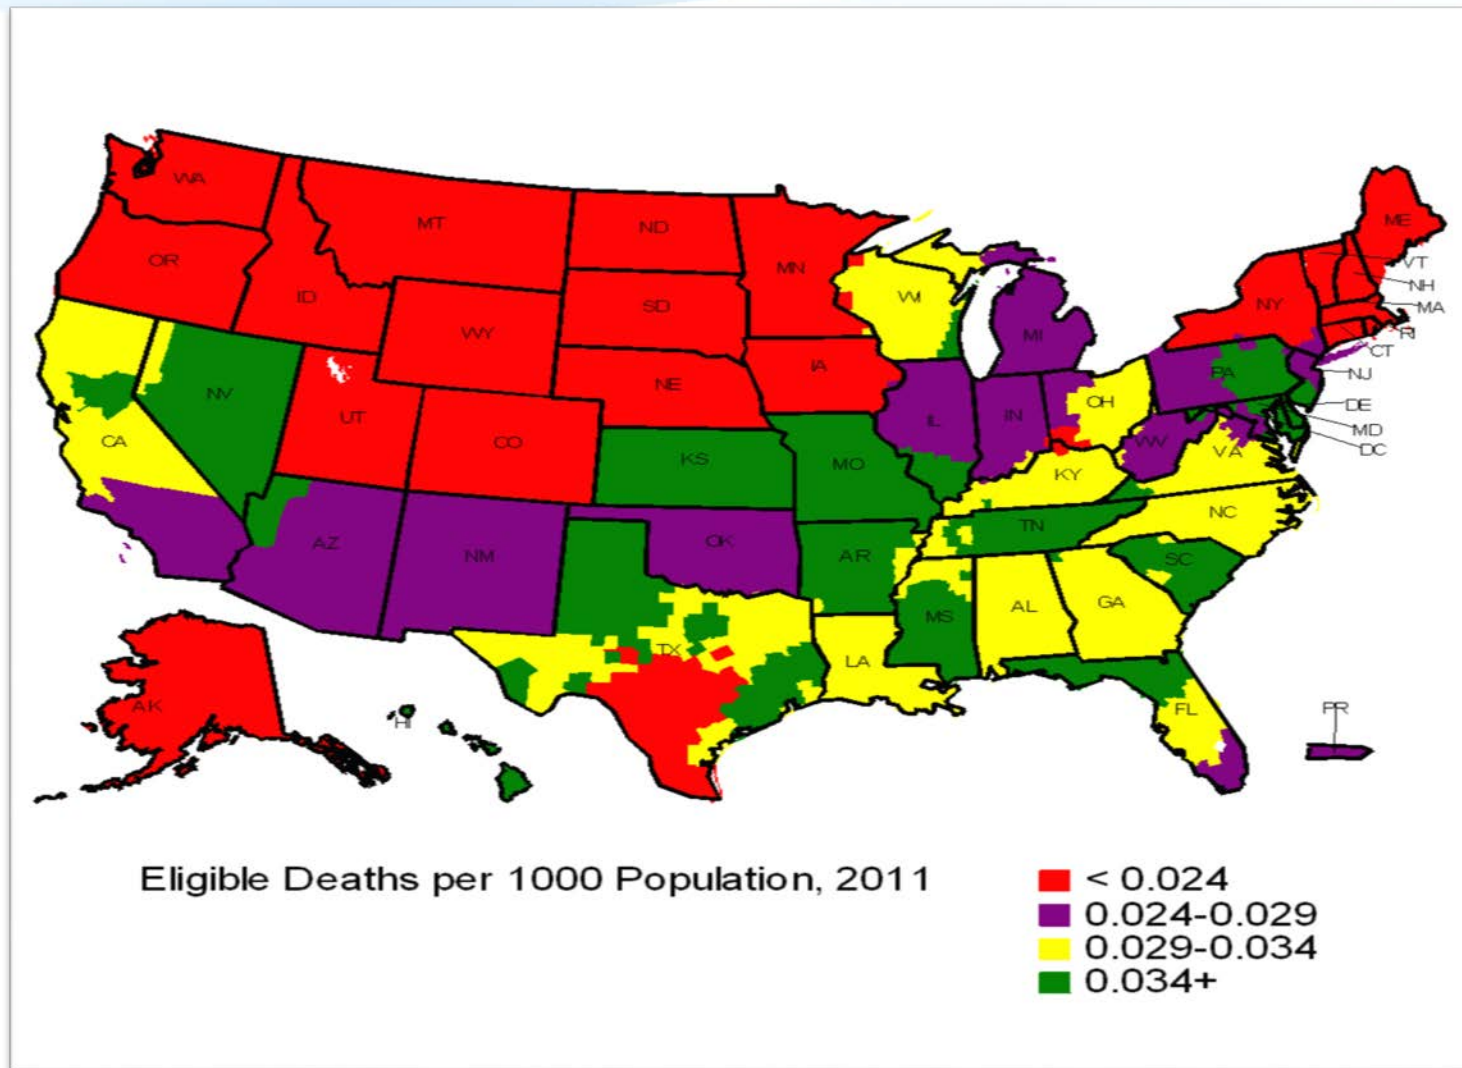 WA
MT
ND
MN
ME
VT
OR
ID
SD
WI
NH
NY
MA
WY
MI
RI
IA
CT
NE
PA
NJ
NV
UT
OH
DE
CA
CO
IL
IN
MD
WV
DC
KS
MO
VA
KY
NC
TN
AZ
NM
OK
AR
SC
AL
GA
MS
TX
LA
AK
HI
FL
PR
Eligible Deaths per 1000 Population, 2011
< 0.024
0.024-0.029
0.029-0.034
0.034+